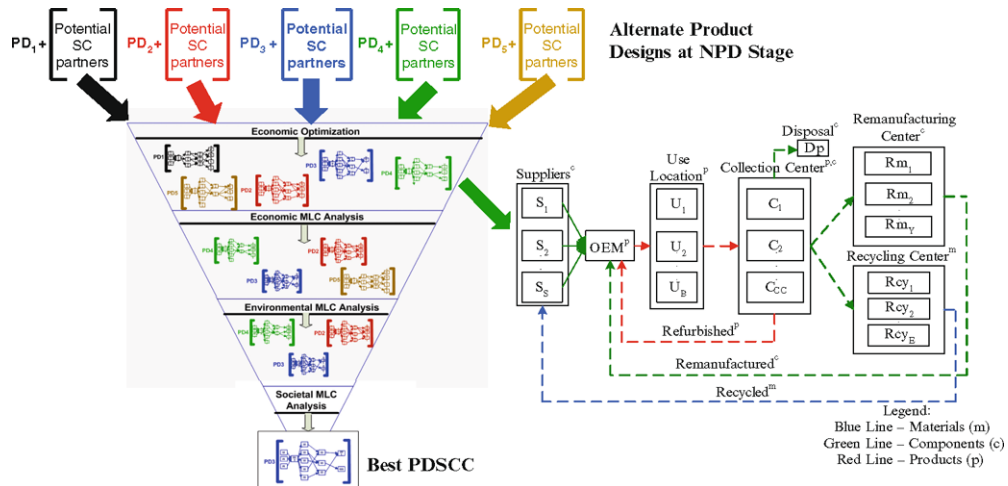 PD1+ [Potential SC partners]
PD2+ [Potential SC partners]
PD3+ [Potential SC partners]
PD4+ [Potential SC partners]
PD5+ [Potential SC partners]
Alternate Product
Designs at NPD Stage
Economic Optimization
PD1
PD3
PD4
PD5
PD2
Economic MLC Analysis
PD4
PD2
PD3
PD5
Environmental MLC Analysis
PD4
PD2
PD3
Societal MLC
Analysis
PD3
Best PDSCC
Suppliers^c
S1
S2
.
SS
OEM^p
Use
Location^p
U1
U2
.
UB
Disposal^c
Dp
Collection Center^p,c
C1
C2
.
CCC
Remanufacturing
Center^c
Rm1
Rm2
.
RmY
Recycling Center^m
Rcy1
Rcy2
RcyE
Refurbished^p
Remanufactured^c
Recycled^m
Legend:
Blue Line – Materials (m)
Green Line – Components (c)
Red Line – Products (p)